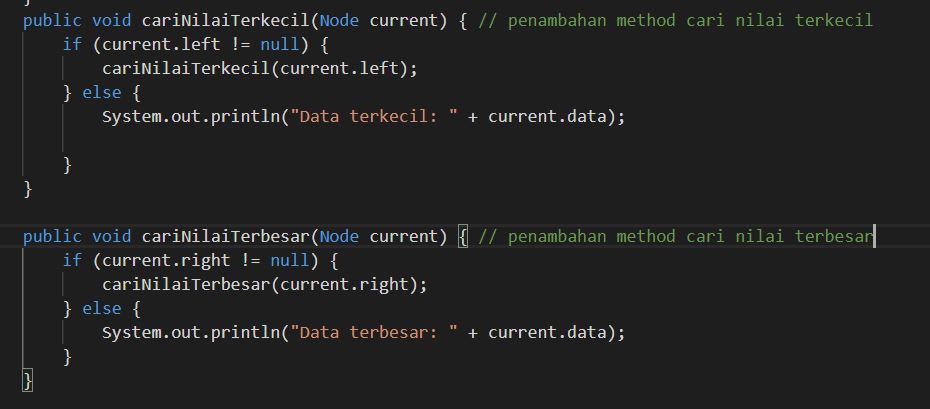 }
public void cariNilaiTerkecil(Node current) { // penambahan method cari nilai terkecil
    if (current.left != null) {
        cariNilaiTerkecil(current.left);
    } else {
        System.out.println("Data terkecil: " + current.data);

    }
}

public void cariNilaiTerbesar(Node current) { // penambahan method cari nilai terbesar
    if (current.right != null) {
        cariNilaiTerbesar(current.right);
    } else {
        System.out.println("Data terbesar: " + current.data);
    }
}